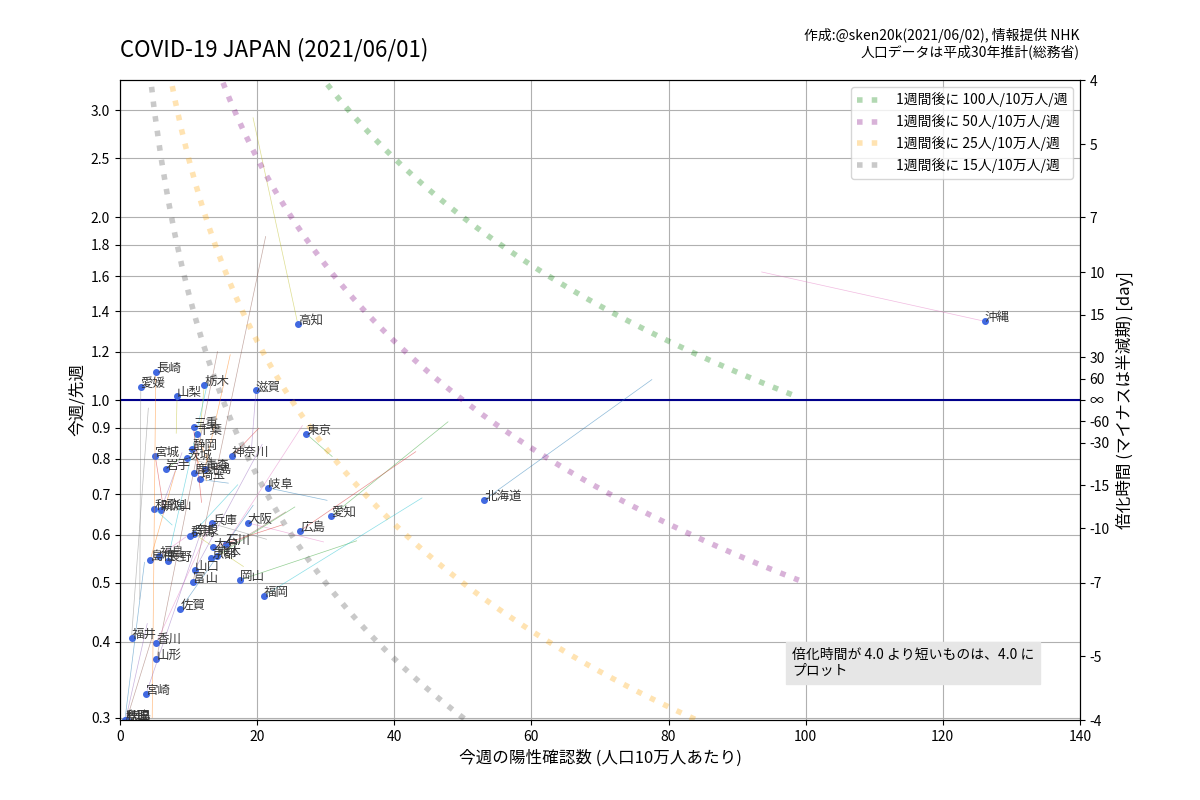 COVID-19 JAPAN (2021/06/01)
作成:@sken20k(2021/06/02), 情報提供 NHK
人口データは平成30年推計(総務省)
1週間後に 100人/10万人/週
1週間後に 50人/10万人/週
1週間後に 25人/10万人/週
1週間後に 15人/10万人/週
3.0
2.5
2.0
1.8
1.6
1.4
1.2
1.0
0.9
0.8
0.7
0.6
0.5
0.4
0.3
今週/先週
4
5
7
10
15
30
60
∞
-60
-30
-15
-10
-7
-5
-4
倍化時間 (マイナスは半減期) [day]
高知
沖縄
長崎
愛媛
栃木
山梨
滋賀
三重
千葉
東京
静岡
宮城
茨城
神奈川
岩手
埼玉
岐阜
北海道
愛知
兵庫
大阪
広島
石川
福島
長野
山口
富山
岡山
福岡
佐賀
福井
香川
山形
宮崎
倍化時間が 4.0 より短いものは、4.0 に
プロット
0
20
40
60
80
100
120
140
今週の陽性確認数 (人口10万人あたり)